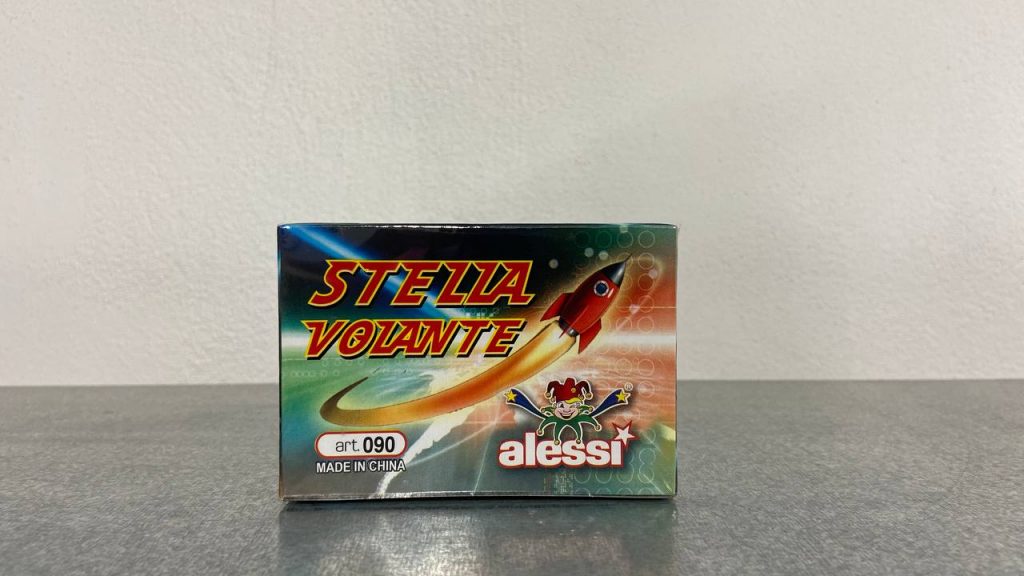 STELLA
VOLANTE
art. 090
MADE IN CHINA
®
alessi